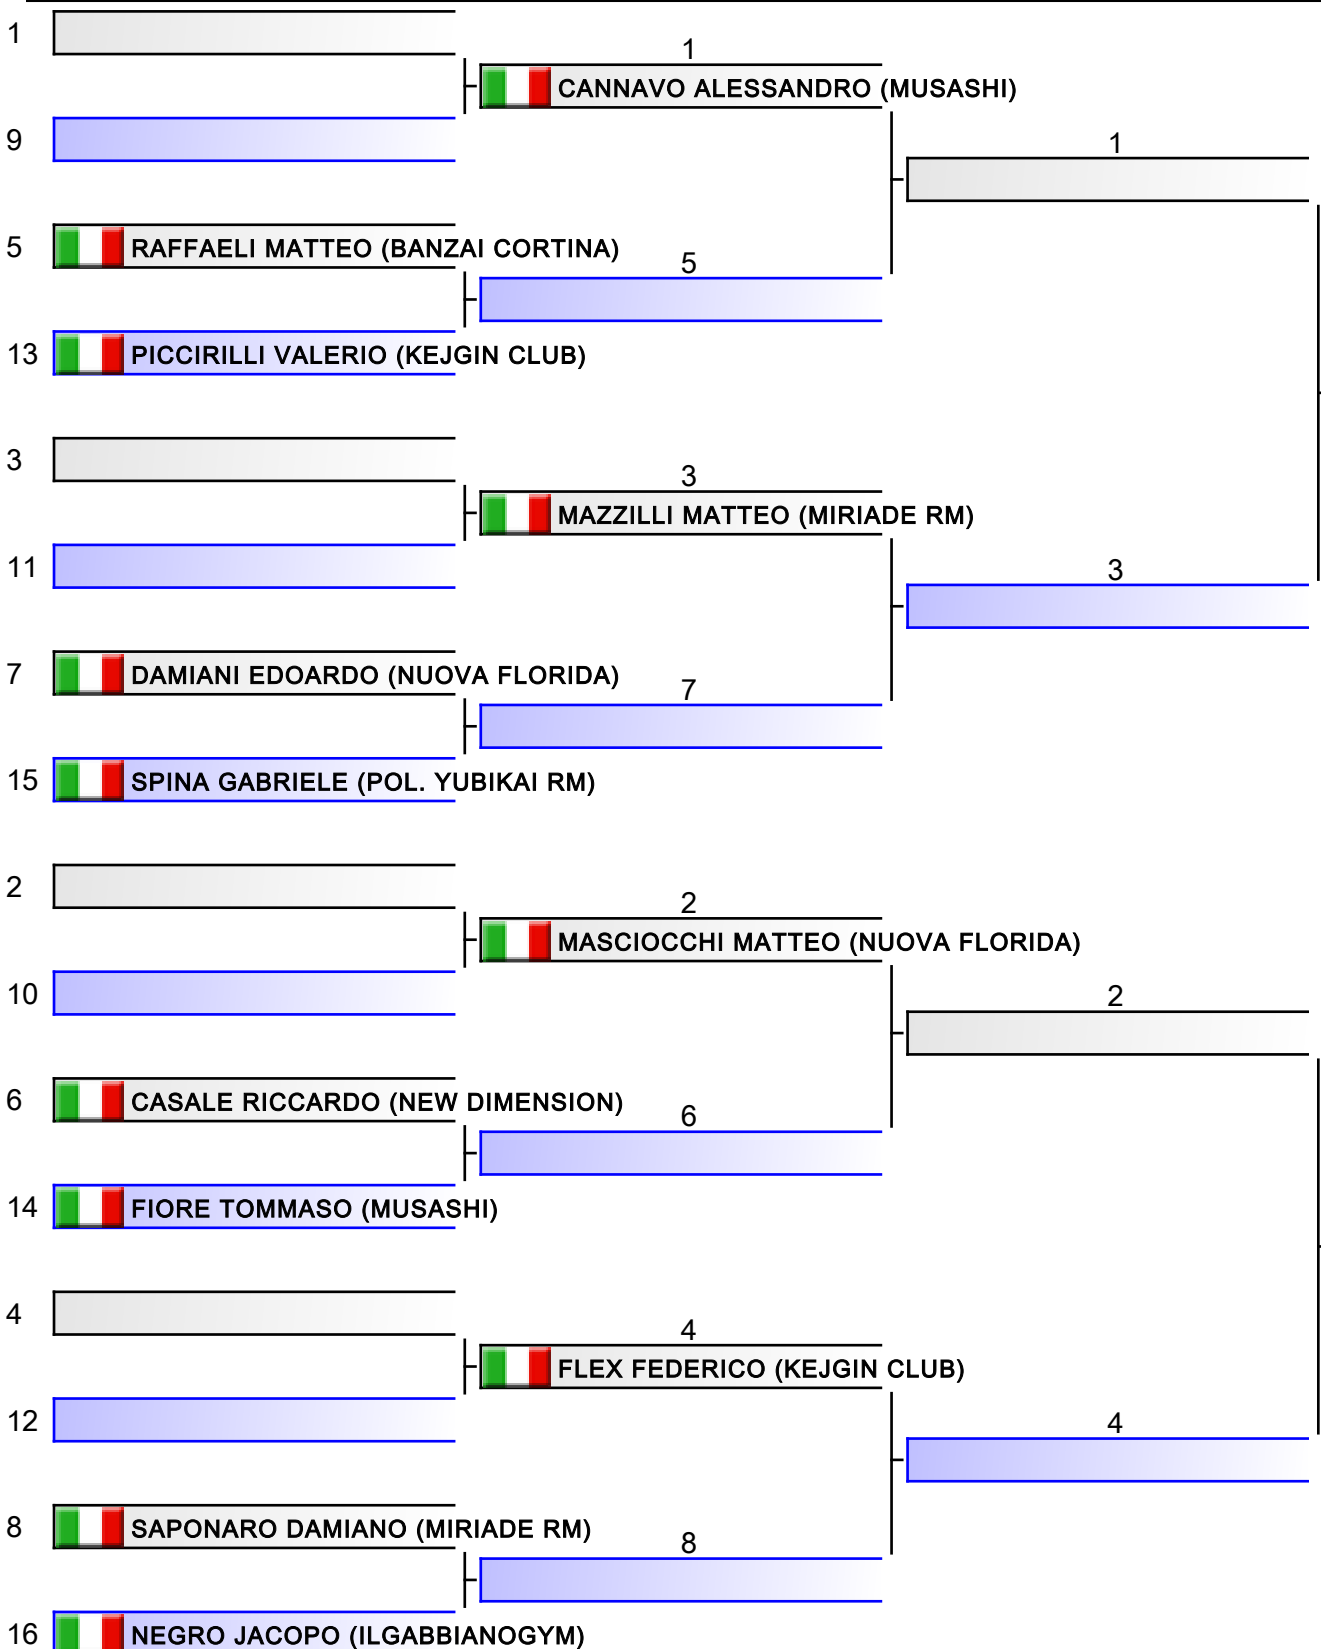 1
1
CANNAVO ALESSANDRO (MUSASHI)
9
1
5
RAFFAELI MATTEO (BANZAI CORTINA)
5
13
PICCIRILLI VALERIO (KEJGIN CLUB)
3
3
MAZZILLI MATTEO (MIRIADE RM)
11
3
7
DAMIANI EDOARDO (NUOVA FLORIDA)
7
15
SPINA GABRIELE (POL. YUBIKAI RM)
2
2
MASCIOCCHI MATTEO (NUOVA FLORIDA)
10
2
6
CASALE RICCARDO (NEW DIMENSION)
6
14
FIORE TOMMASO (MUSASHI)
4
4
FLEX FEDERICO (KEJGIN CLUB)
12
4
8
SAPONARO DAMIANO (MIRIADE RM)
8
16
NEGRO JACOPO (ILGABBIANOGYM)